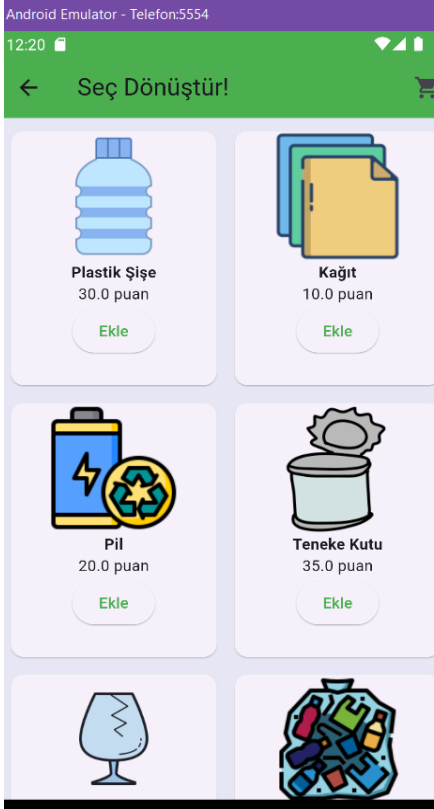 Android Emulator - Telefon:5554
12:20
Seç Dönüştür!
Plastik Şişe
30.0 puan
Ekle
Kağıt
10.0 puan
Ekle
Pil
20.0 puan
Ekle
Teneke Kutu
35.0 puan
Ekle